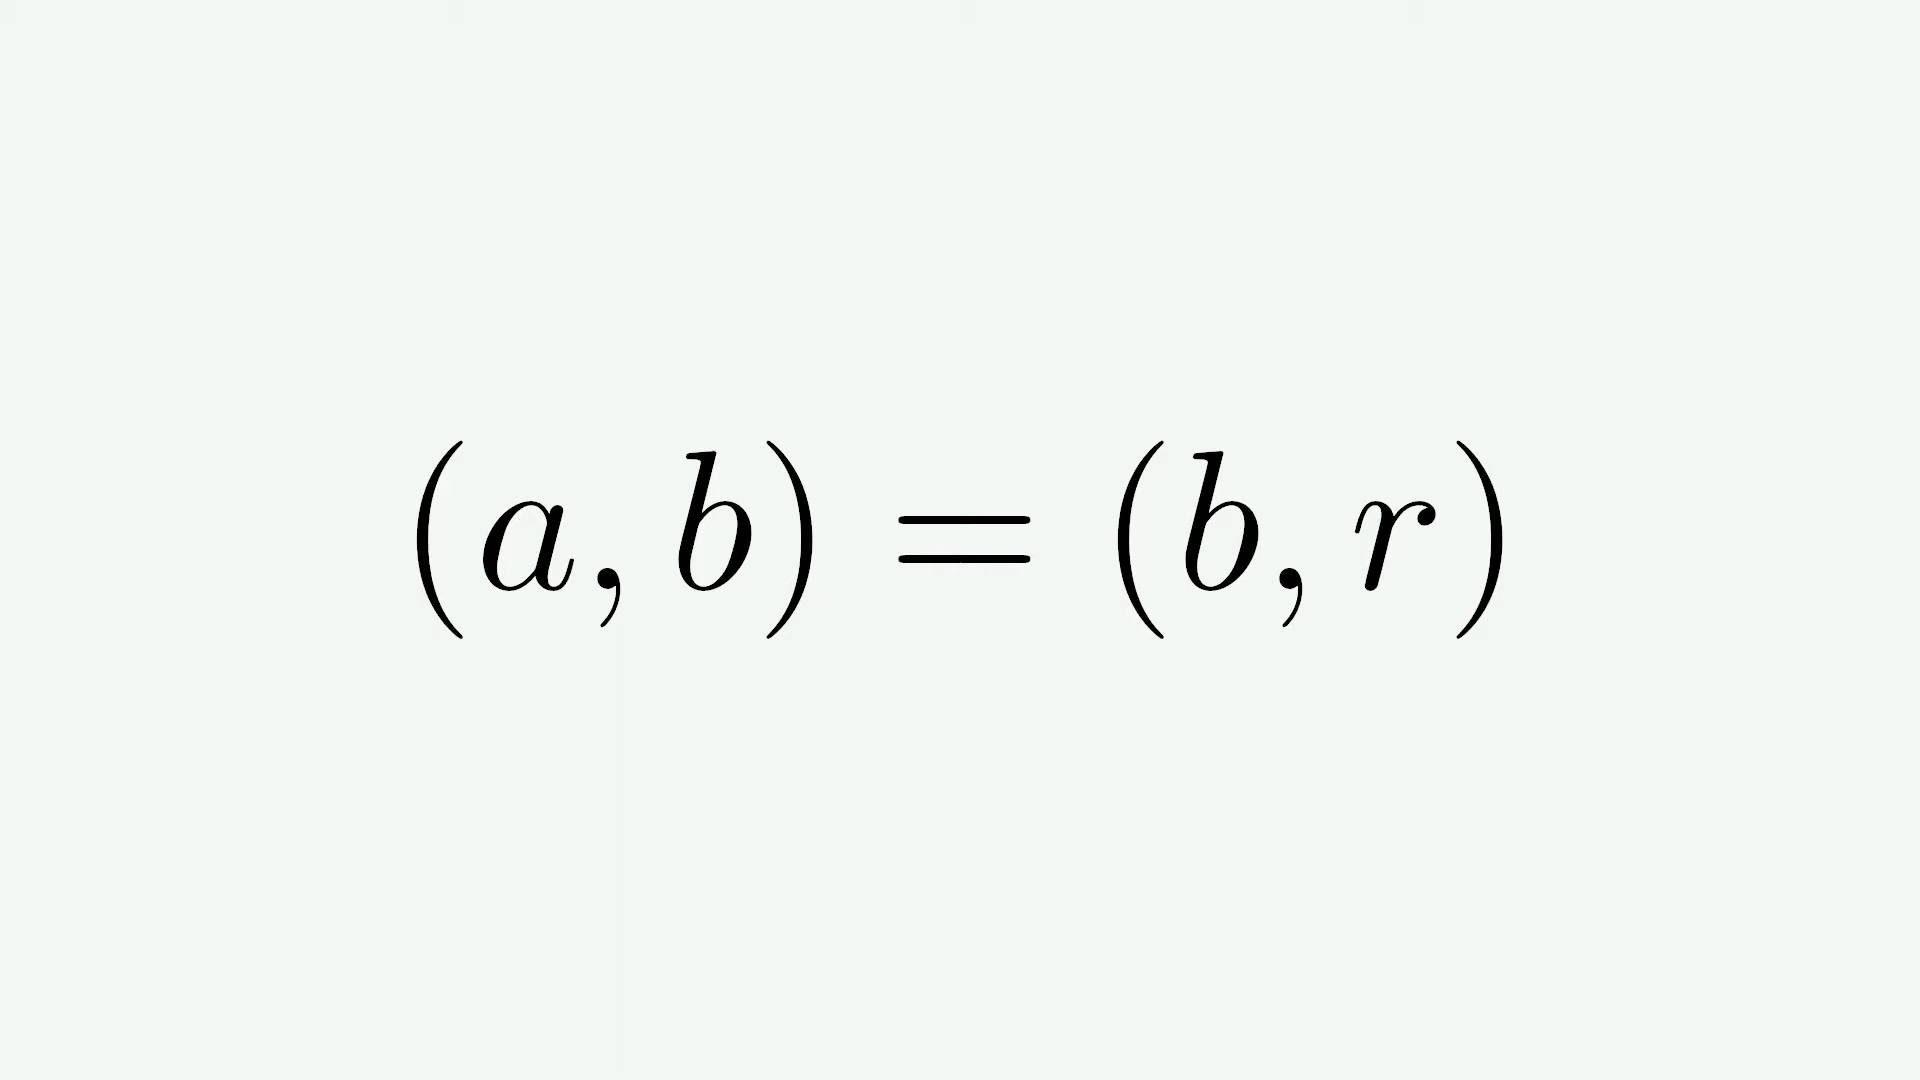 (a, b) = (b, r)